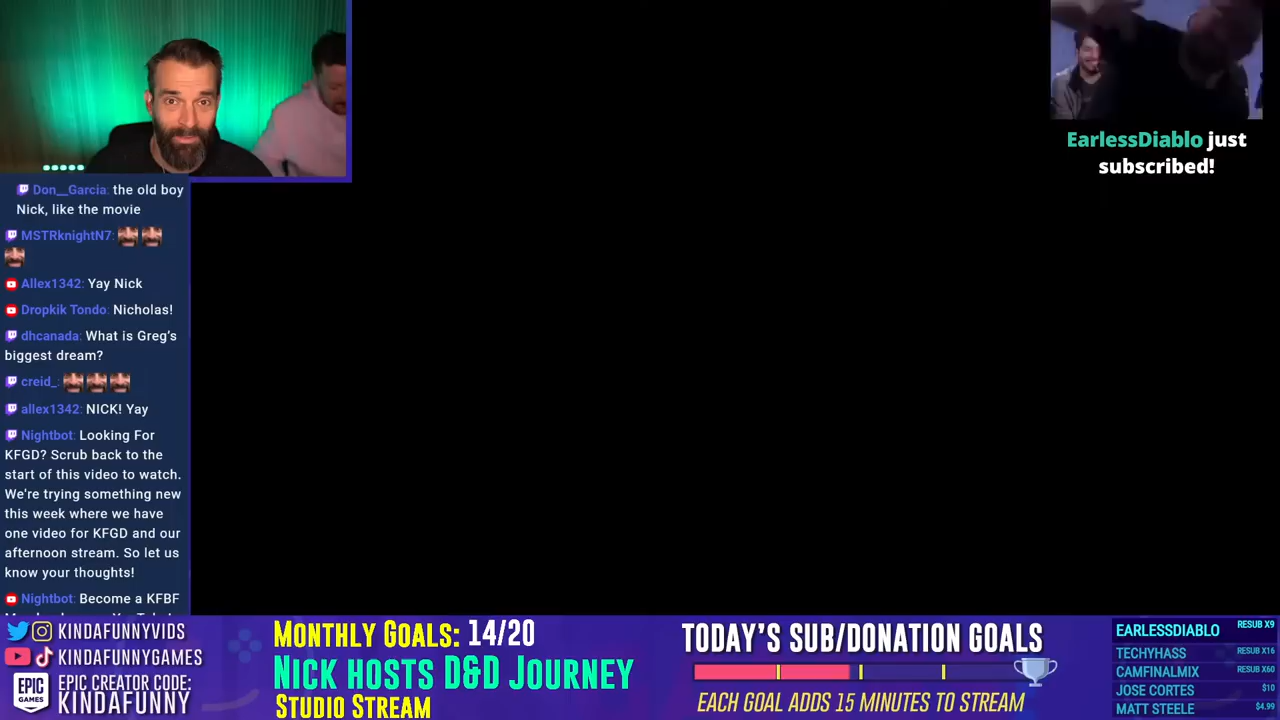 EarlessDiablo just
subscribed!
Don__Garcia: the old boy
Nick, like the movie
MSTRknightN7:
Allex1342: Yay Nick
Dropkik Tondo: Nicholas!
dhcanada: What is Greg's
biggest dream?
creid_:
allex1342: NICK! Yay
Nightbot: Looking For
KFGD? Scrub back to the
start of this video to watch.
We're trying something new
this week where we have
one video for KFGD and our
afternoon stream. So let us
know your thoughts!
Nightbot: Become a KFBF
KINDAFUNNYVIDS
KINDAFUNNYGAMES
EPIC GAMES
EPIC CREATOR CODE:
KINDAFUNNY
MONTHLY GOALS: 14/20
NICK HOSTS D&D JOURNEY
STUDIO STREAM
TODAY'S SUB/DONATION GOALS
EACH GOAL ADDS 15 MINUTES TO STREAM
EARLESSDIABLO RESUB X9
TECHYHASS RESUB X16
CAMFINALMIX RESUB X60
JOSE CORTES $10
MATT STEELE $4.99